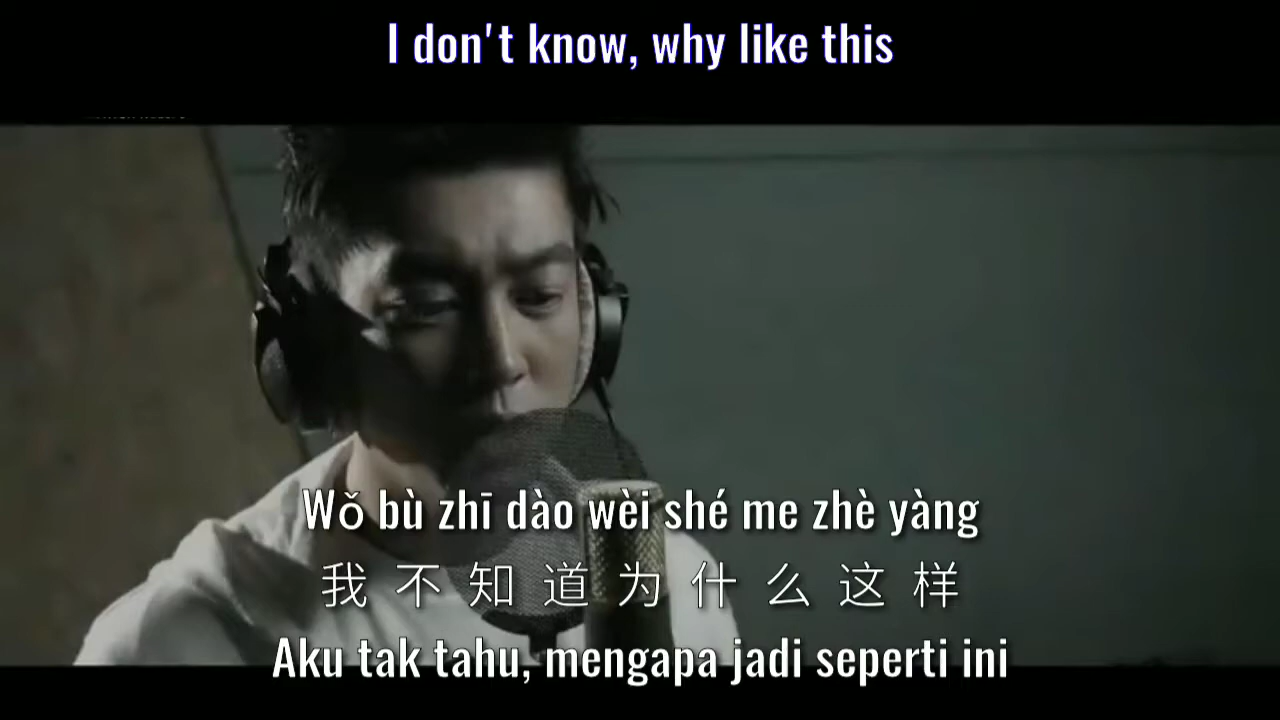 I don't know, why like this
Wǒ bù zhī dào wèi shé me zhè yàng
我不知道为什么这样
Aku tak tahu, mengapa jadi seperti ini